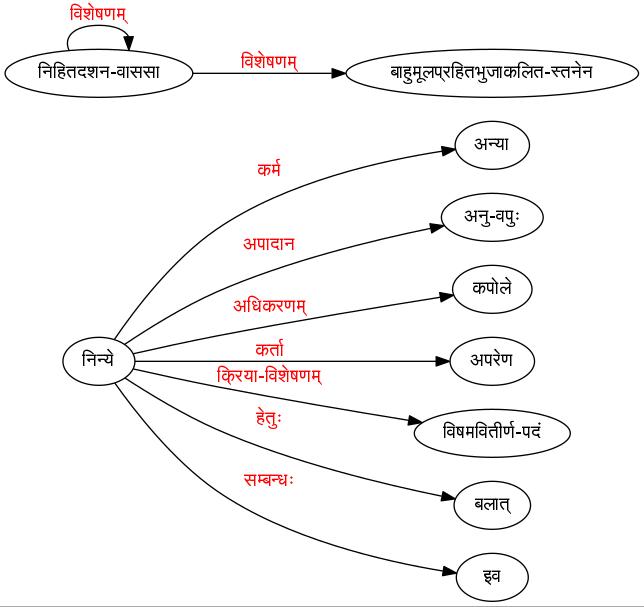 विशेषणम्
निहितदशन-वाससा
विशेषणम्
बाहुमूलप्रहितभुजाकलित-स्तनेन
अन्या
कर्म
अनु-वपुः
अपादान
कपोले
अधिकरणम्
निन्ये
कर्ता
अपरेण
क्रिया-विशेषणम्
विषमवितीर्ण-पदं
हेतुः
बलात्
सम्बन्धः
इव